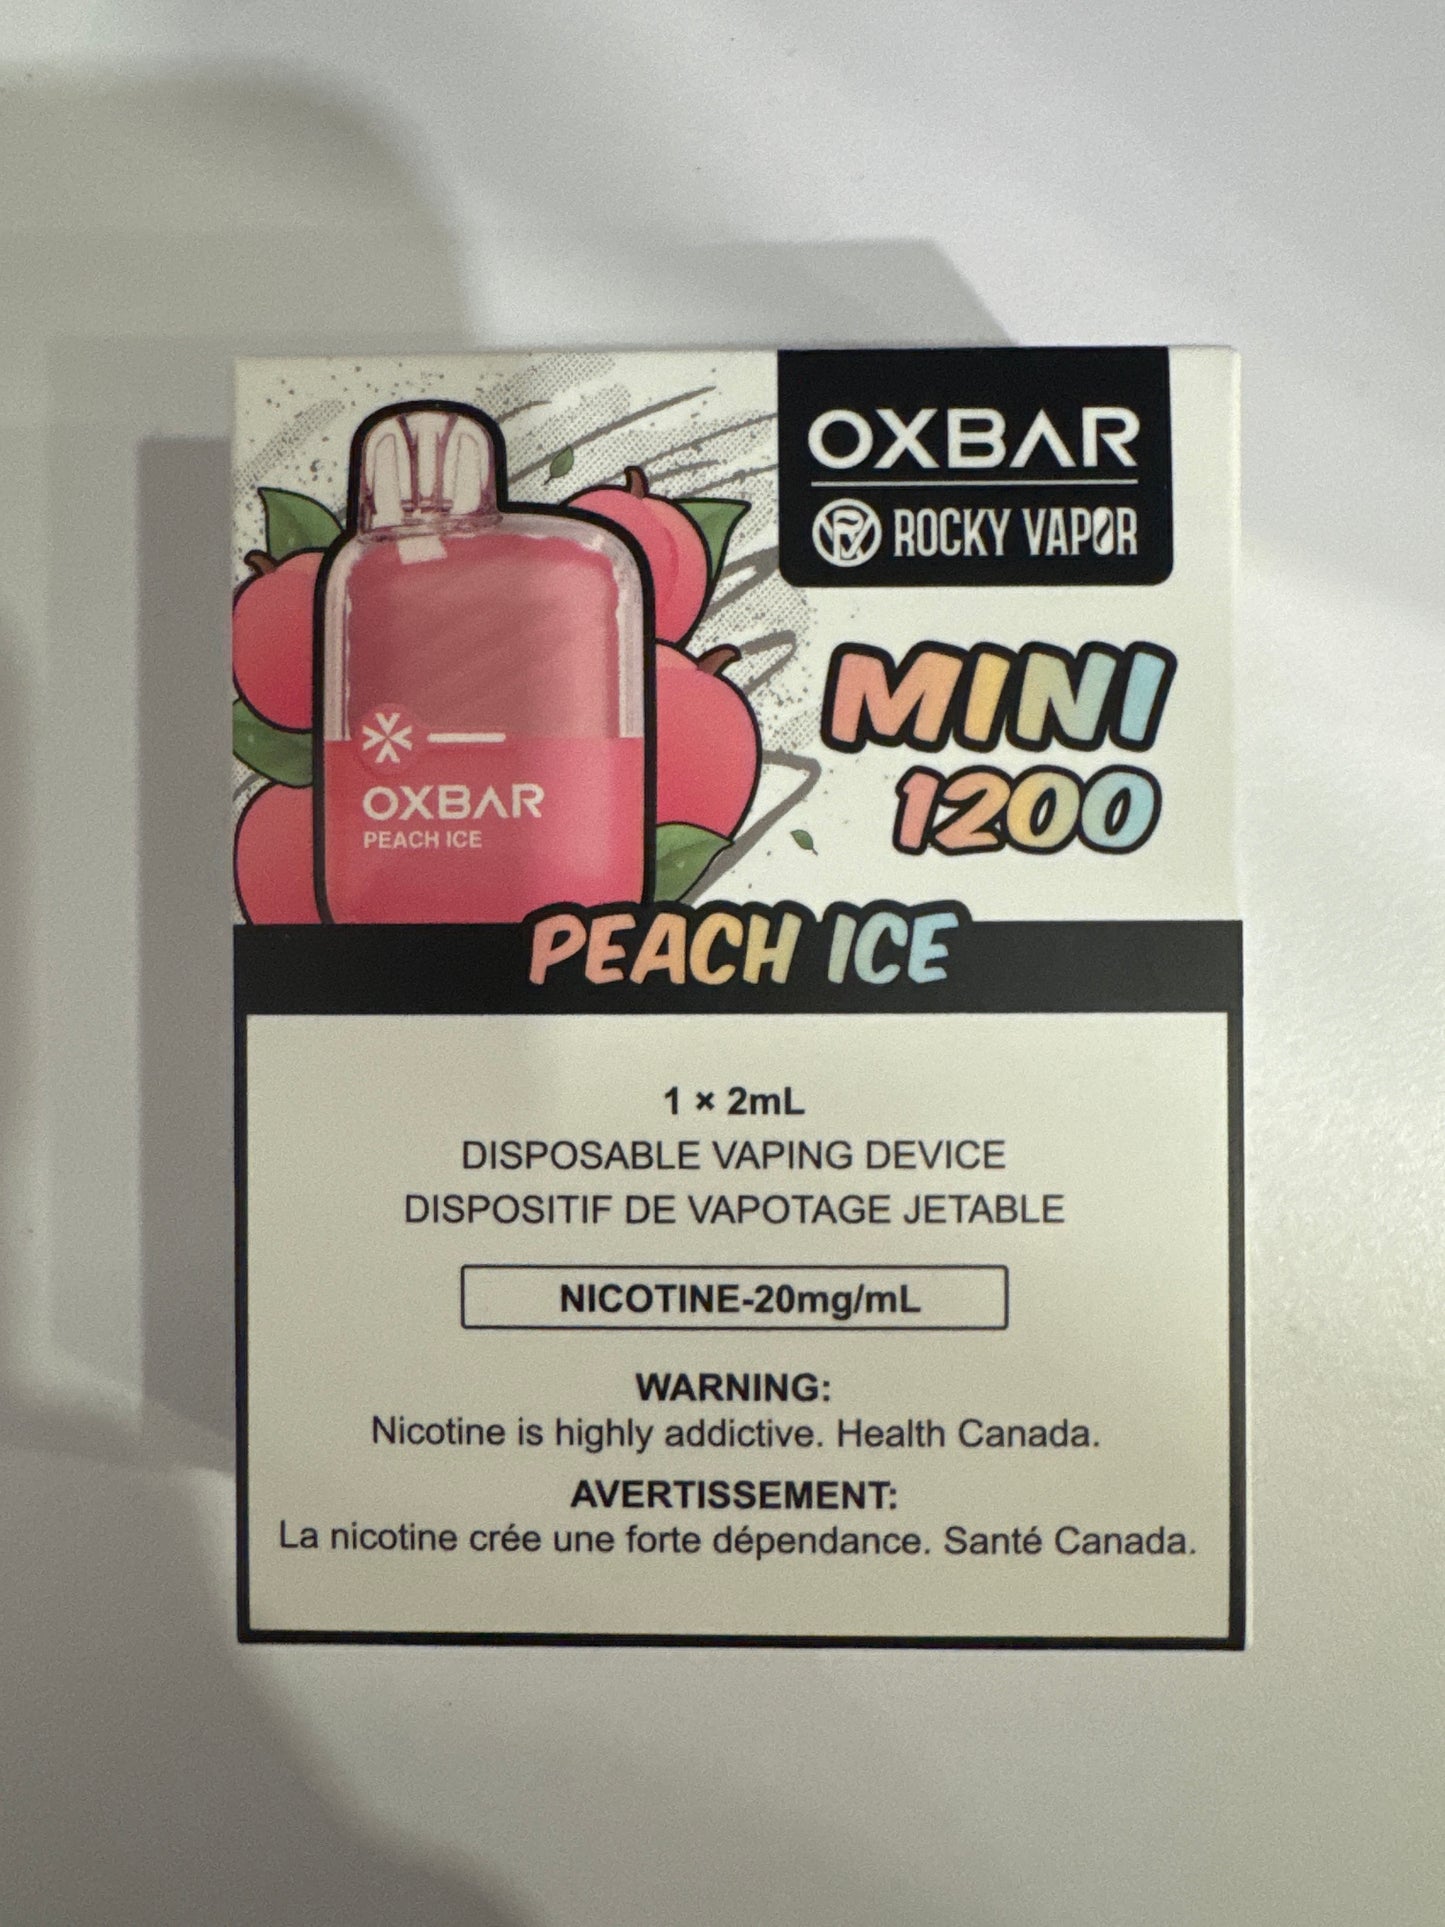 OXBAR
ROCKY VAPOR
MINI
1200
OXBAR
PEACH ICE
PEACH ICE
1 × 2mL
DISPOSABLE VAPING DEVICE
DISPOSITIF DE VAPOTAGE JETABLE
NICOTINE-20mg/mL
WARNING:
Nicotine is highly addictive. Health Canada.
AVERTISSEMENT:
La nicotine crée une forte dépendance. Santé Canada.